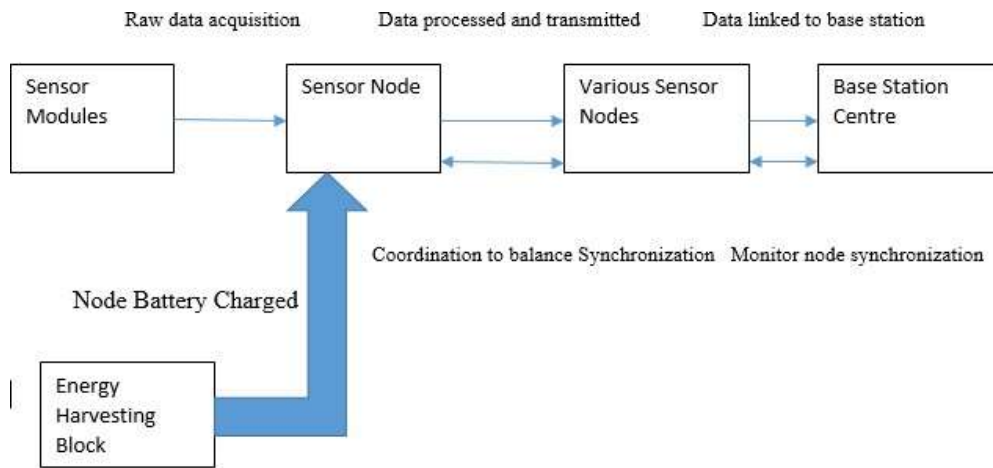 Raw data acquisition
Data processed and transmitted
Data linked to base station
Sensor
Modules
Sensor Node
Various Sensor
Nodes
Base Station
Centre
Coordination to balance Synchronization
Monitor node synchronization
Node Battery Charged
Energy
Harvesting
Block